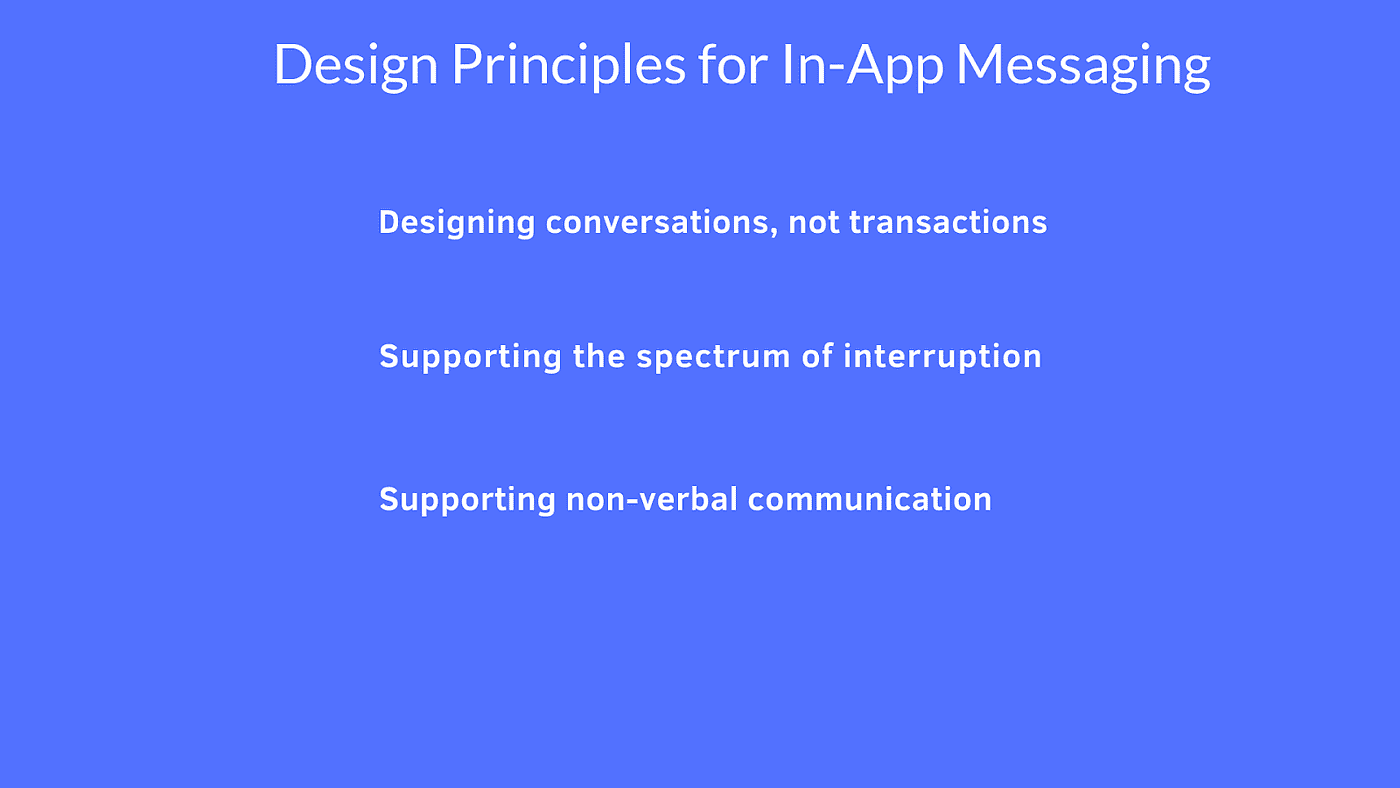 Design Principles for In-App Messaging
Designing conversations, not transactions
Supporting the spectrum of interruption
Supporting non-verbal communication